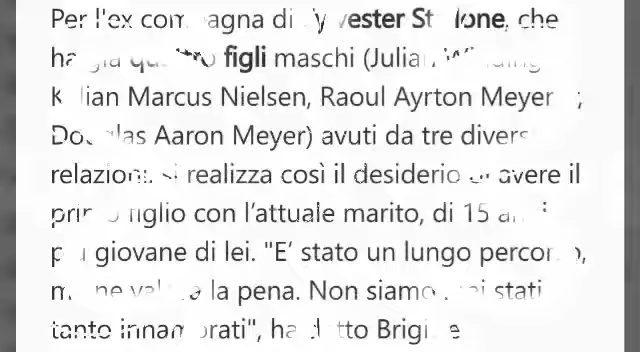 Per l'ex compagna di Sylvester Stallone, che
ha già quattro figli maschi (Julian
Killian Marcus Nielsen, Raoul Ayrton Meyer
Douglas Aaron Meyer) avuti da tre diverse
relazioni, si realizza così il desiderio di avere il
primo figlio con l'attuale marito, di 15 anni
più giovane di lei. "E' stato un lungo percorso,
ma ne valeva la pena. Non siamo mai stati
tanto innamorati", ha detto Brigitte